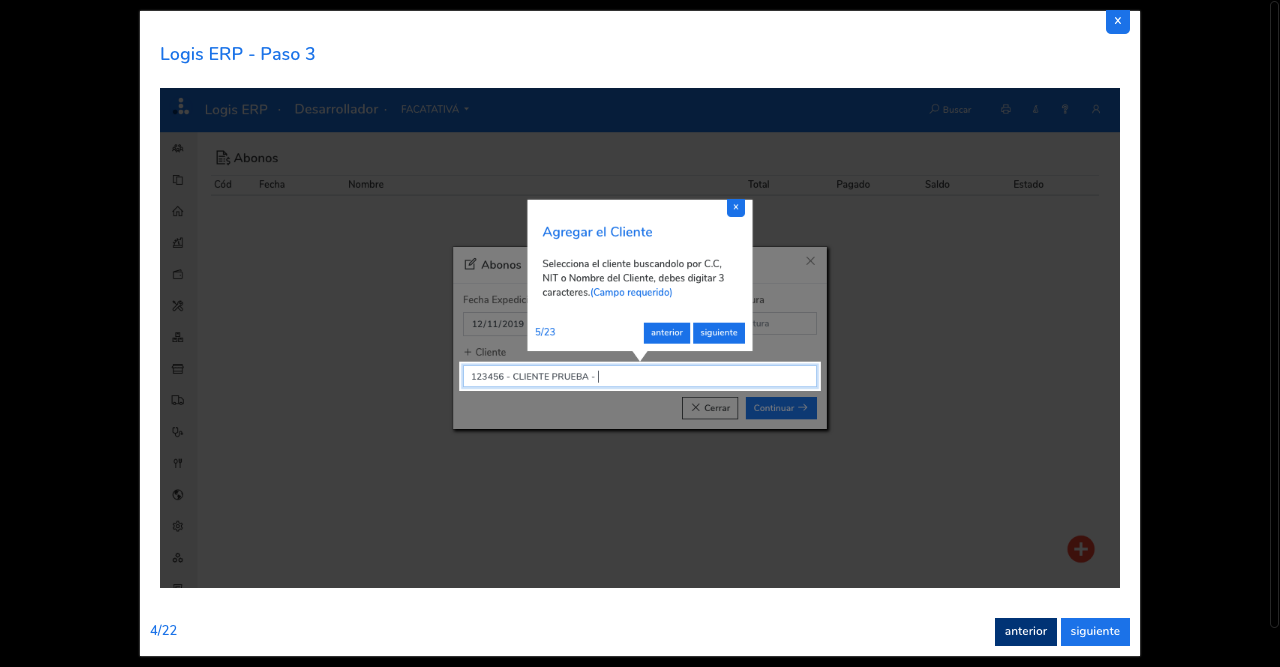 x
Logis ERP - Paso 3
Logis ERP · Desarrollador · FACATATIVA
Buscar
Abonos
Cód Fecha Nombre Total Pagado Saldo Estado
x
Agregar el Cliente
Selecciona el cliente buscandolo por C.C,
NIT o Nombre del Cliente, debes digitar 3
caracteres.(Campo requerido)
5/23 anterior siguiente
Abonos
Fecha Expedic ura
12/11/2019 tura
+ Cliente
123456 - CLIENTE PRUEBA -
Cerrar Continuar
4/22 anterior siguiente